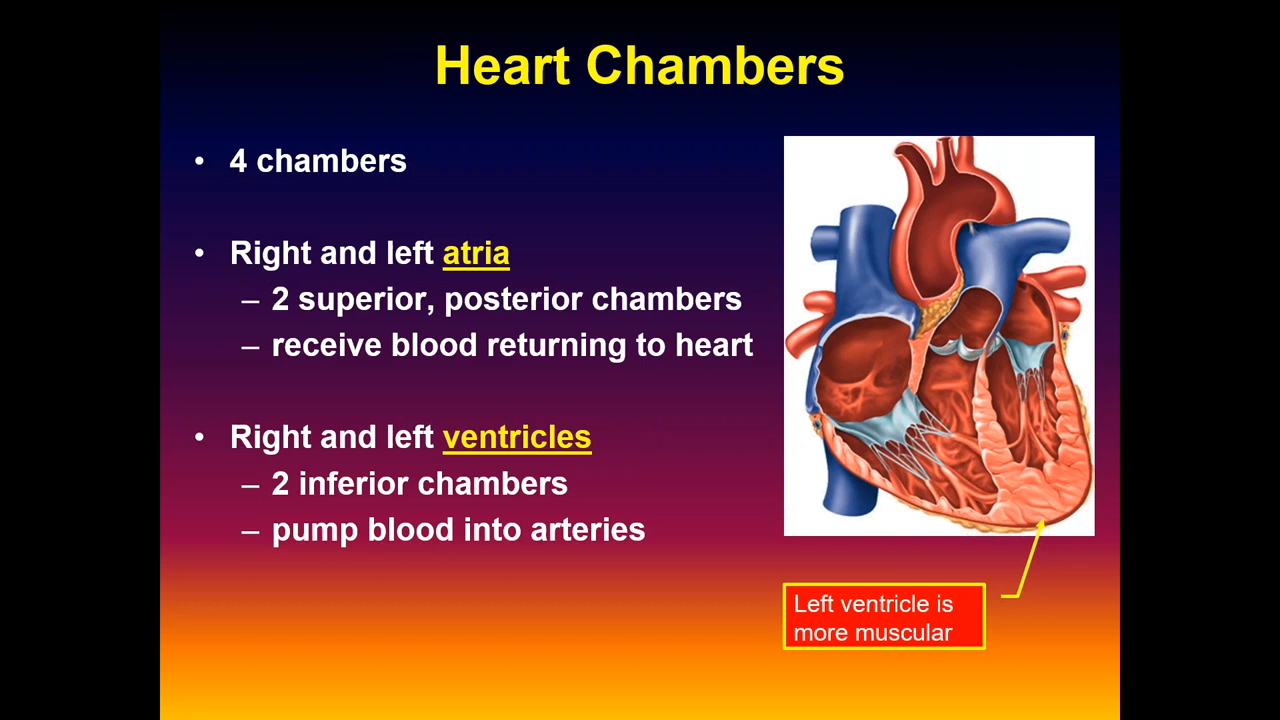 Heart Chambers
• 4 chambers
• Right and left atria
– 2 superior, posterior chambers
– receive blood returning to heart
• Right and left ventricles
– 2 inferior chambers
– pump blood into arteries
Left ventricle is
more muscular